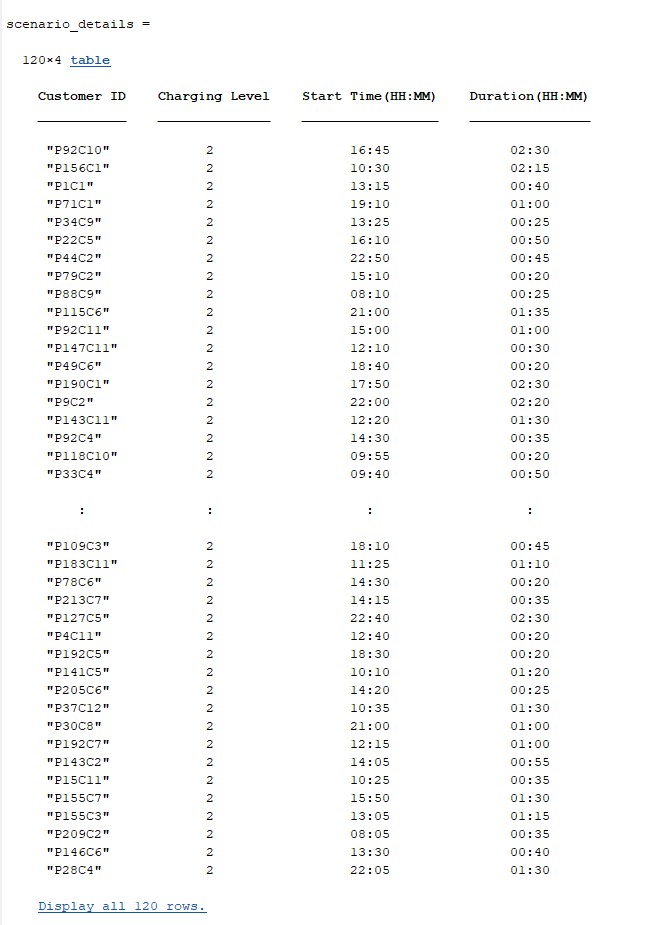 scenario_details =
120×4 table
Customer ID Charging Level Start Time(HH:MM) Duration(HH:MM)
"P92C10" 2 16:45 02:30
"P156C1" 2 10:30 02:15
"P1C1" 2 13:15 00:40
"P71C1" 2 19:10 01:00
"P34C9" 2 13:25 00:25
"P22C5" 2 16:10 00:50
"P44C2" 2 22:50 00:45
"P79C2" 2 15:10 00:20
"P88C9" 2 08:10 00:25
"P115C6" 2 21:00 01:35
"P92C11" 2 15:00 01:00
"P147C11" 2 12:10 00:30
"P49C6" 2 18:40 00:20
"P190C1" 2 17:50 02:30
"P9C2" 2 22:00 02:20
"P143C11" 2 12:20 01:30
"P92C4" 2 14:30 00:35
"P118C10" 2 09:55 00:20
"P33C4" 2 09:40 00:50
: : : :
"P109C3" 2 18:10 00:45
"P183C11" 2 11:25 01:10
"P78C6" 2 14:30 00:20
"P213C7" 2 14:15 00:35
"P127C5" 2 22:40 02:30
"P4C11" 2 12:40 00:20
"P192C5" 2 18:30 00:20
"P141C5" 2 10:10 01:20
"P205C6" 2 14:20 00:25
"P37C12" 2 10:35 01:30
"P30C8" 2 21:00 01:00
"P192C7" 2 12:15 01:00
"P143C2" 2 14:05 00:55
"P15C11" 2 10:25 00:35
"P155C7" 2 15:50 01:30
"P155C3" 2 13:05 01:15
"P209C2" 2 08:05 00:35
"P146C6" 2 13:30 00:40
"P28C4" 2 22:05 01:30
Display all 120 rows.